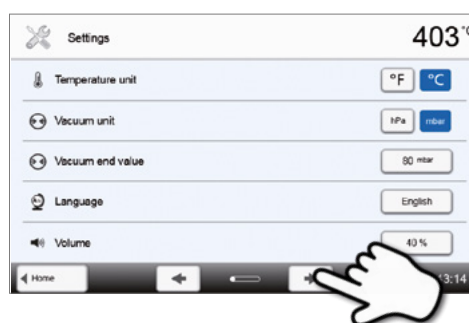 Settings 403 °C
Temperature unit °F °C
Vacuum unit hPa mbar
Vacuum end value 80 mbar
Language English
Volume 40 %
Home 13:14